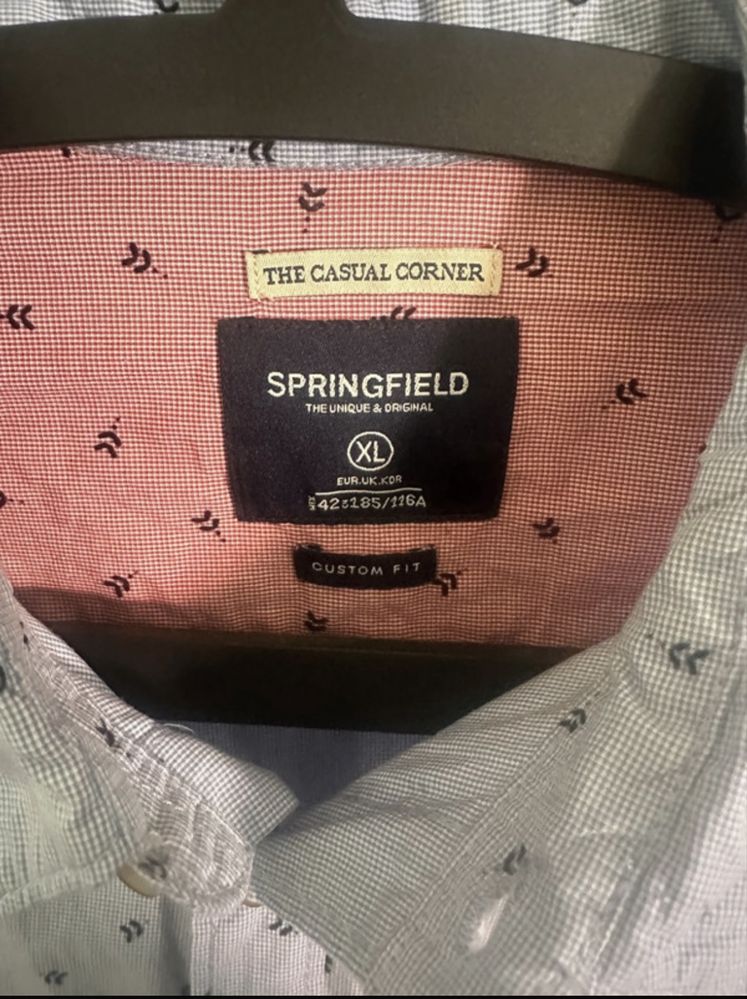 THE CASUAL CORNER
SPRINGFIELD
THE UNIQUE & ORIGINAL
XL
EUR.UK.KOR
42 185/116A
CUSTOM FIT